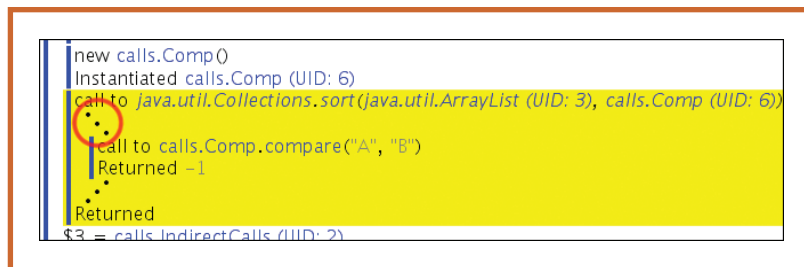 new calls.Comp()
Instantiated calls.Comp (UID: 6)
call to java.util.Collections.sort(java.util.ArrayList (UID: 3), calls.Comp (UID: 6))
call to calls.Comp.compare("A", "B")
Returned -1
Returned
$3 = calls.IndirectCalls (UID: 2)